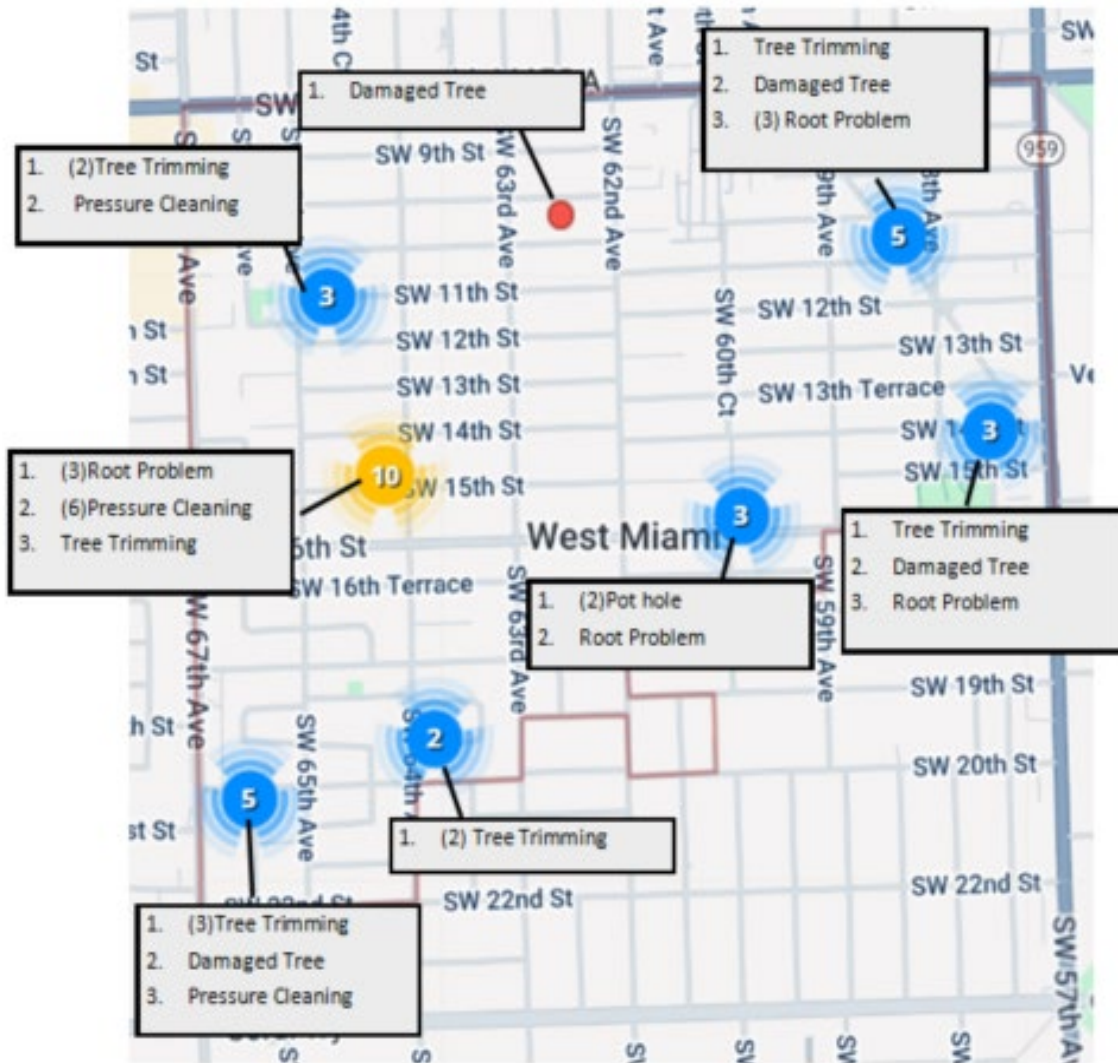 St
SW
1. Damaged Tree
A
1. Tree Trimming
2. Damaged Tree
3. (3) Root Problem
SW
959
1. (2)Tree Trimming
2. Pressure Cleaning
SW 9th St
SW 63rd Ave
SW 62nd Ave
5
3
Ave
SW 11th St
SW 12th St
SW 13th St
SW 60th Ct
SW 12th St
SW 13th St
SW 13th Terrace
SW 14th St
3
SW 15th St
1. (3)Root Problem
2. (6)Pressure Cleaning
3. Tree Trimming
10
SW 15th St
6th St
West Miami
3
SW 16th Terrace
1. (2)Pot hole
2. Root Problem
1. Tree Trimming
2. Damaged Tree
3. Root Problem
SW 63rd Ave
SW 59th Ave
W 67th Ave
SW 19th St
SW 65th Ave
2
SW 20th St
5
st St
1. (2) Tree Trimming
SW 22nd St
SW 22nd St
1. (3)Tree Trimming
2. Damaged Tree
3. Pressure Cleaning
SW 57th A